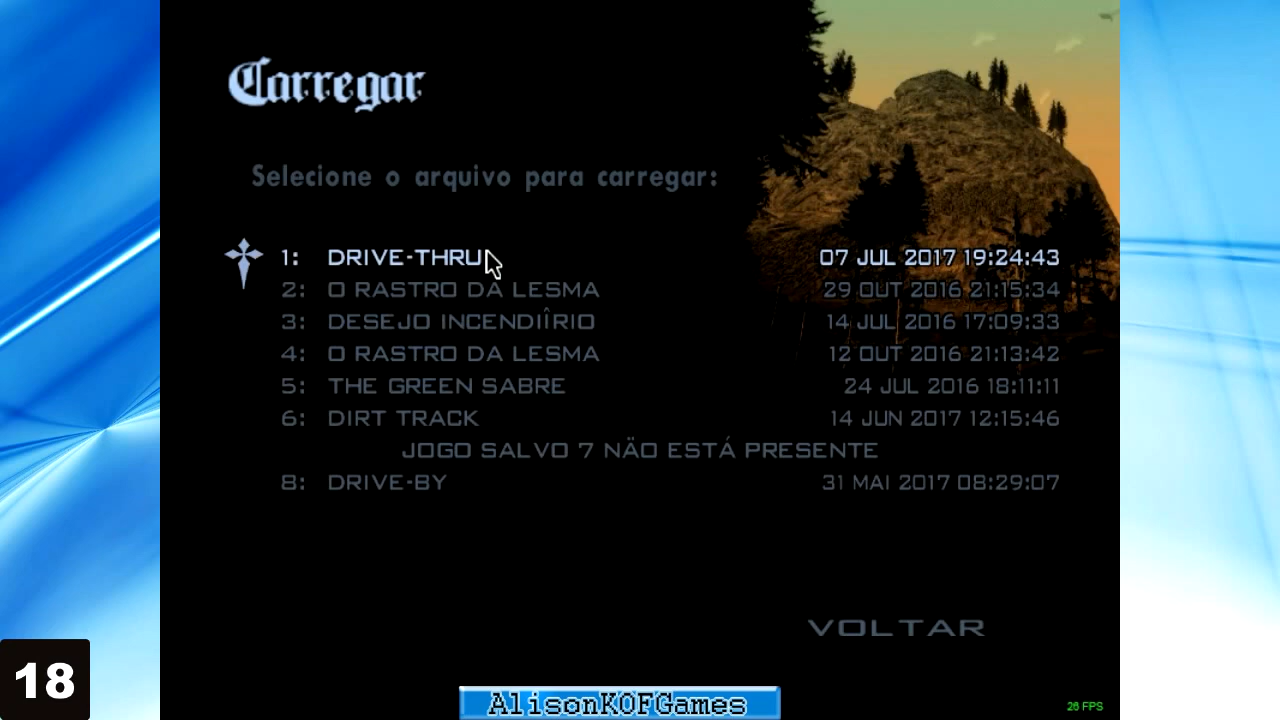 Carregar
Selecione o arquivo para carregar:
1: DRIVE-THRU 07 JUL 2017 19:24:43
2: O RASTRO DA LESMA 29 OUT 2016 21:15:34
3: DESEJO INCENDIÍRIO 14 JUL 2016 17:09:33
4: O RASTRO DA LESMA 12 OUT 2016 21:13:42
5: THE GREEN SABRE 24 JUL 2016 18:11:11
6: DIRT TRACK 14 JUN 2017 12:15:46
JOGO SALVO 7 NÄO ESTÁ PRESENTE
8: DRIVE-BY 31 MAI 2017 08:29:07
VOLTAR
18
AlisonKOFGames
26 FPS